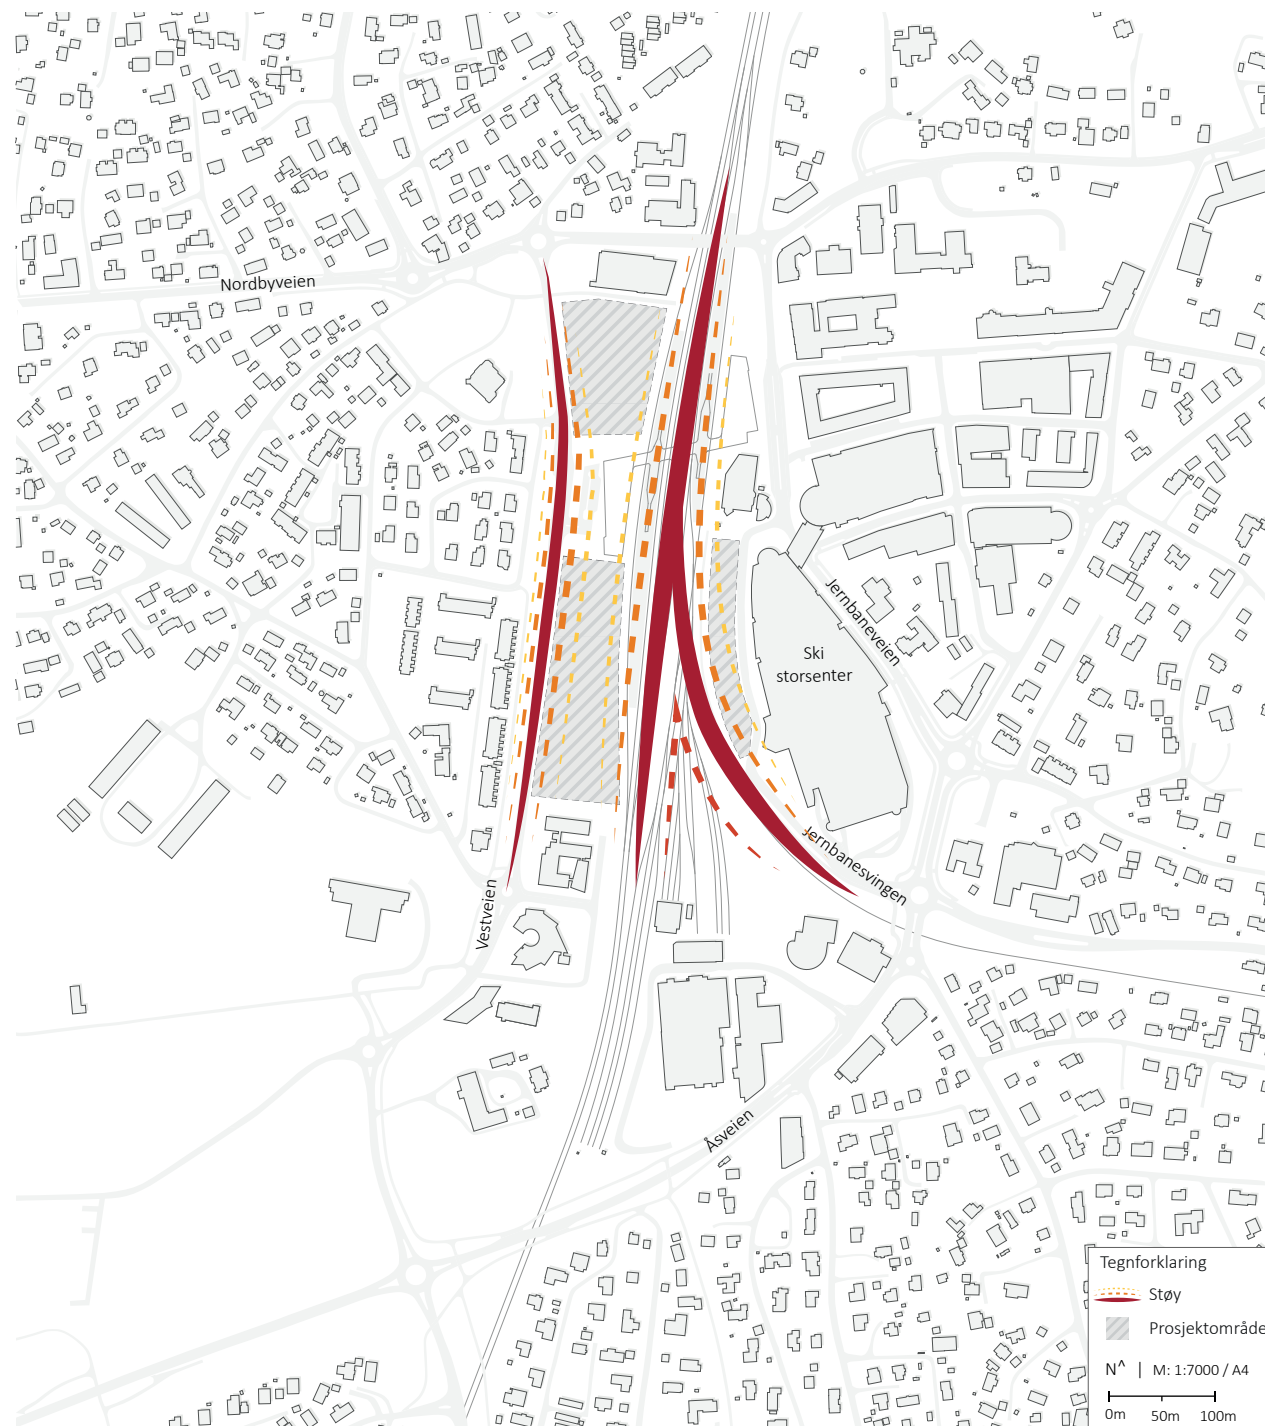 Nordbyveien
Jernbaneveien
Ski
storsenter
Jernbanesvingen
Vestveien
Åsveien
Tegnforklaring
Støy
Prosjektområde
N^ | M: 1:7000 / A4
0m 50m 100m